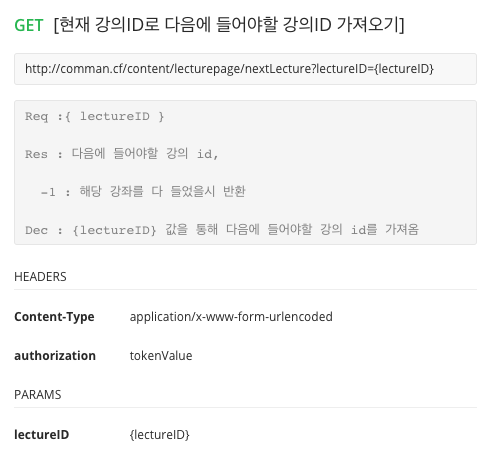 GET [현재 강의ID로 다음에 들어야할 강의ID 가져오기]
http://comman.cf/content/lecturepage/nextLecture?lectureID={lectureID}
Req :{ lectureID }
Res : 다음에 들어야할 강의 id,
-1 : 해당 강좌를 다 들었을시 반환
Dec : {lectureID} 값을 통해 다음에 들어야할 강의 id를 가져옴
HEADERS
Content-Type application/x-www-form-urlencoded
authorization tokenValue
PARAMS
lectureID {lectureID}